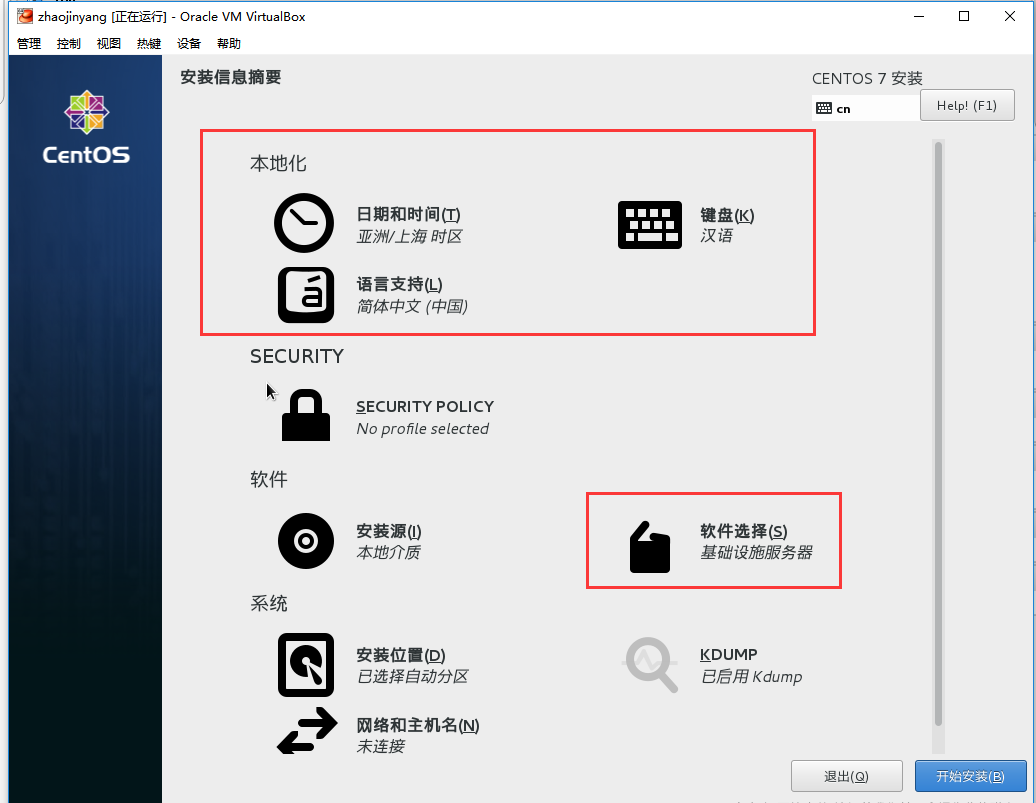 zhaojinyang [正在运行] - Oracle VM VirtualBox
管理 控制 视图 热键 设备 帮助
CentOS
安装信息摘要
CENTOS 7 安装
cn
Help! (F1)
本地化
日期和时间(T)
亚洲/上海 时区
键盘(K)
汉语
语言支持(L)
简体中文 (中国)
SECURITY
SECURITY POLICY
No profile selected
软件
安装源(I)
本地介质
软件选择(S)
基础设施服务器
系统
安装位置(D)
已选择自动分区
KDUMP
已启用 Kdump
网络和主机名(N)
未连接
退出(Q)
开始安装(B)